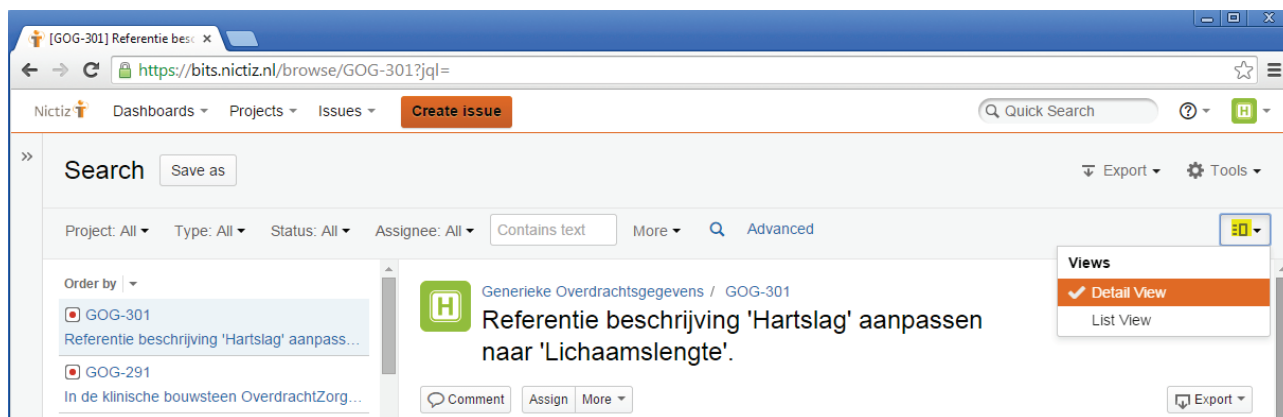 [GOG-301] Referentie besc
https://bits.nictiz.nl/browse/GOG-301?jql=
Nictiz Dashboards Projects Issues Create issue Quick Search H
Search Save as Export Tools
Project: All Type: All Status: All Assignee: All Contains text More Advanced
Views
Detail View
List View
Order by
GOG-301
Referentie beschrijving 'Hartslag' aanpass...
GOG-291
In de klinische bouwsteen OverdrachtZorg...
H
Generieke Overdrachtsgegevens / GOG-301
Referentie beschrijving 'Hartslag' aanpassen
naar 'Lichaamslengte'.
Comment Assign More Export